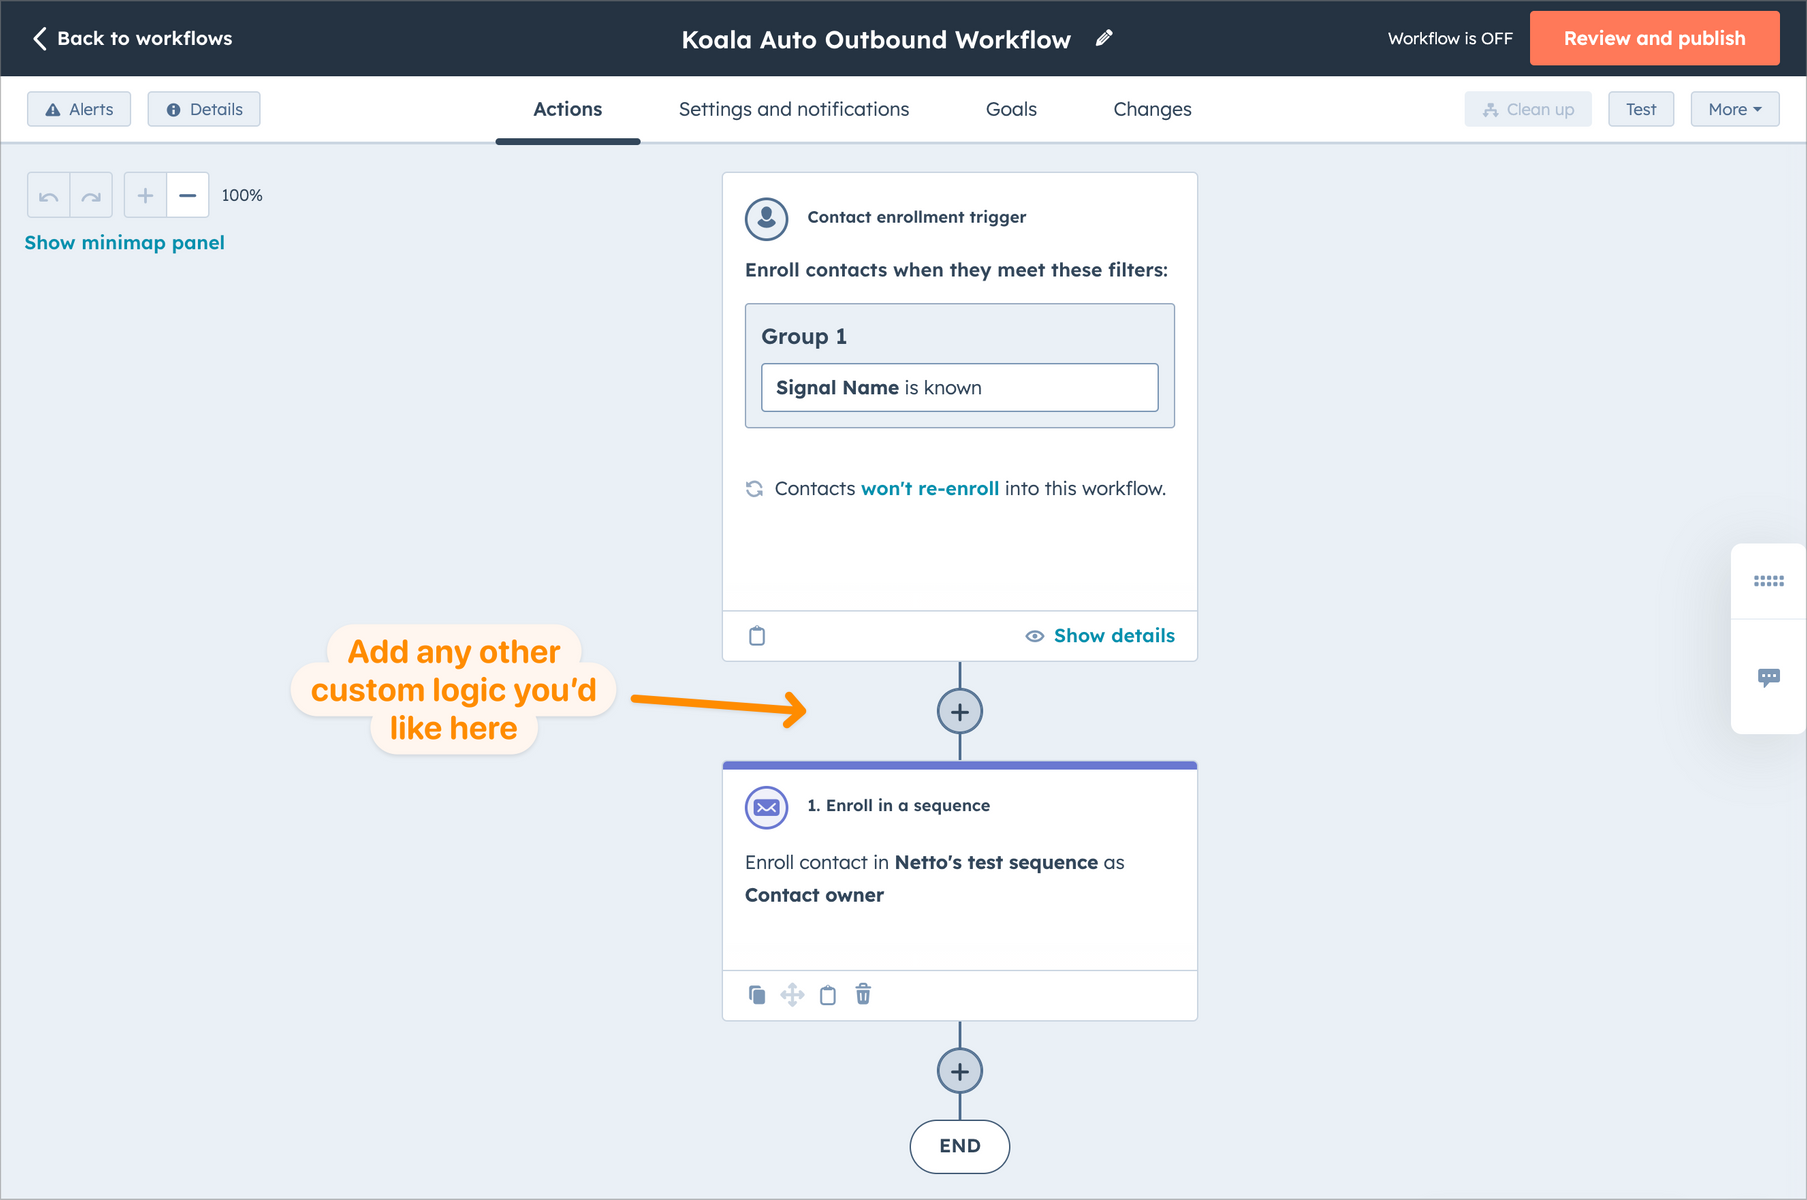 Back to workflows
Koala Auto Outbound Workflow
Workflow is OFF
Review and publish
Alerts
Details
Actions
Settings and notifications
Goals
Changes
Clean up
Test
More
100%
Show minimap panel
Contact enrollment trigger
Enroll contacts when they meet these filters:
Group 1
Signal Name is known
Contacts won't re-enroll into this workflow.
Show details
Add any other
custom logic you'd
like here
1. Enroll in a sequence
Enroll contact in Netto's test sequence as
Contact owner
END